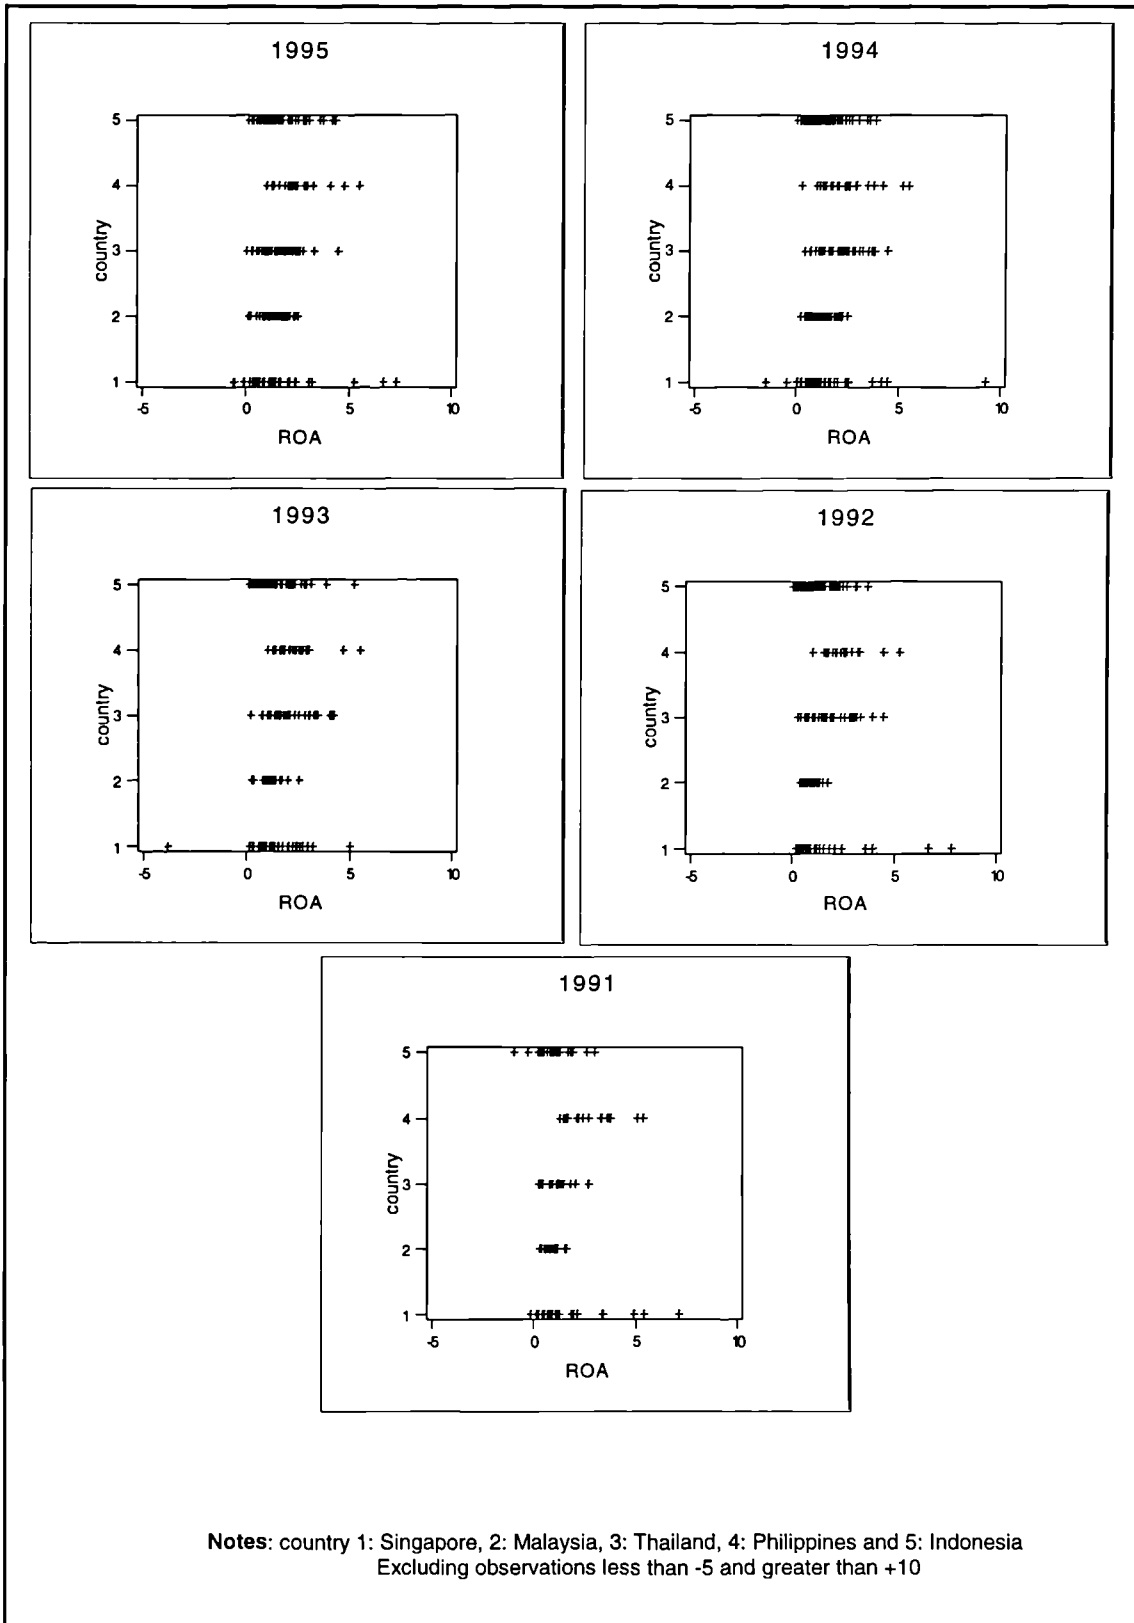 1995
5
4
3
2
1
country
-5 0 5 10
ROA
1994
5
4
3
2
1
country
-5 0 5 10
ROA
1993
5
4
3
2
1
country
-5 0 5 10
ROA
1992
5
4
3
2
1
country
-5 0 5 10
ROA
1991
5
4
3
2
1
country
-5 0 5 10
ROA
Notes: country 1: Singapore, 2: Malaysia, 3: Thailand, 4: Philippines and 5: Indonesia
Excluding observations less than -5 and greater than +10